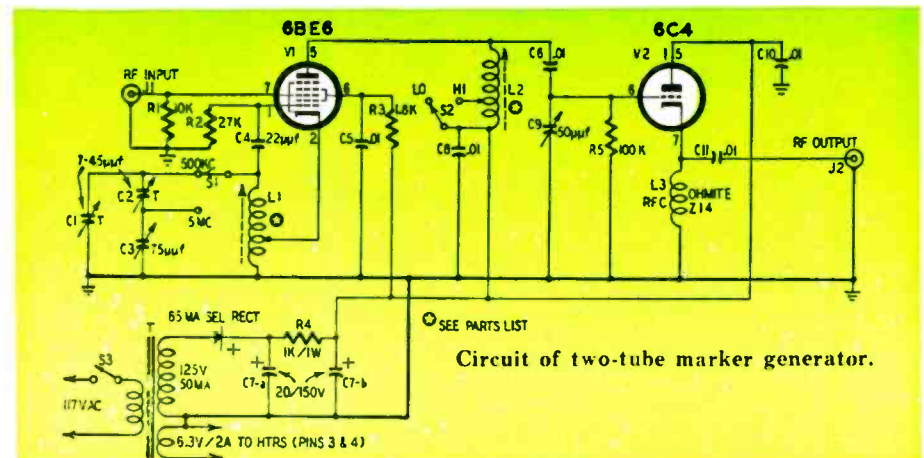 6BE6
6C4
V1 5
V2 1 5
RF INPUT
J1
7
R1
10K
R2
27K
1
2
6
C4
22µµf
C5
.01
R3
1.8K
LO
S2
HI
L2
C8
.01
C6
.01
C9
50µµf
R5
100K
6
7
C10
.01
C11
.01
RF OUTPUT
J2
L3
RFC
OHMITE
Z14
7-45µµf
500KC
S1
C1
T
C2
T
5MC
C3
75µµf
L1
SEE PARTS LIST
65 MA SEL RECT
R4
1K/1W
T
S3
125V
50MA
117VAC
C7-a
20/150V
C7-b
6.3V/2A TO HTRS (PINS 3 & 4)
Circuit of two-tube marker generator.